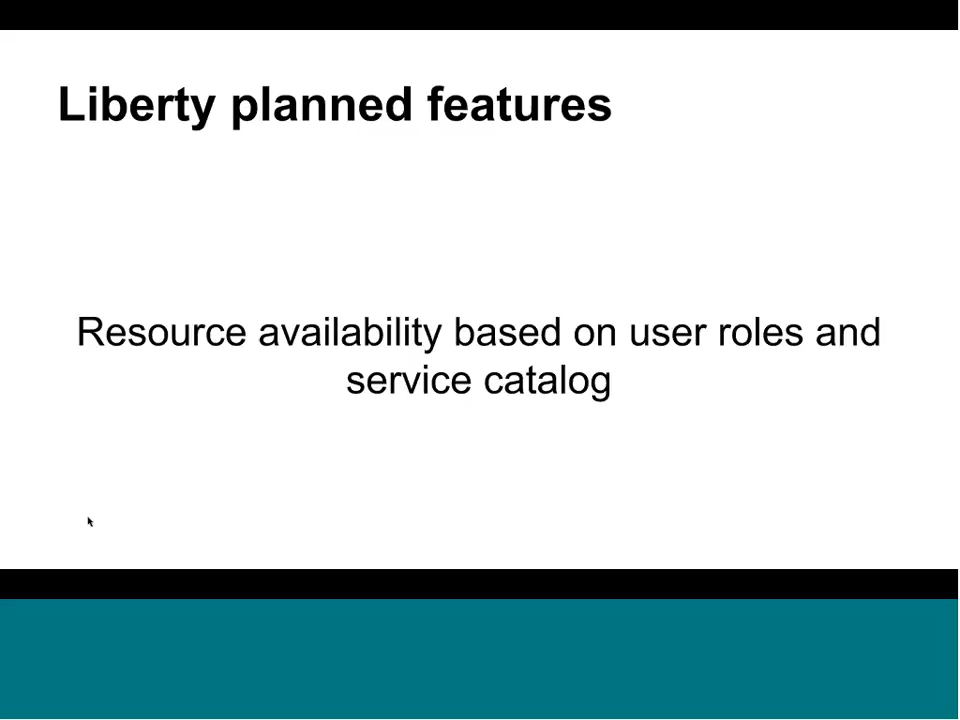 Liberty planned features
Resource availability based on user roles and
service catalog